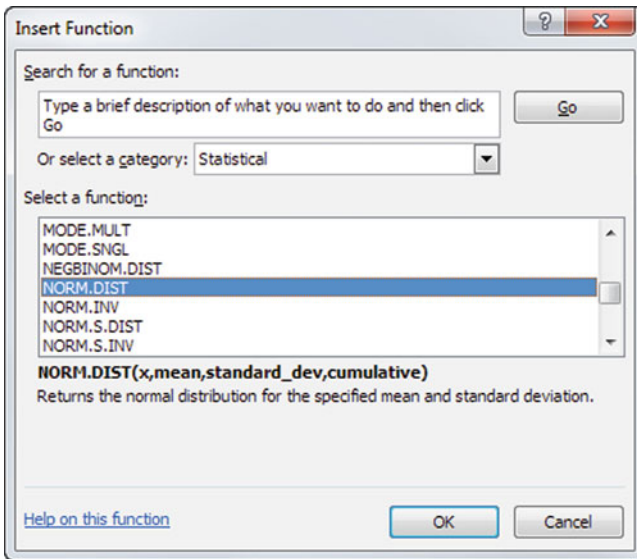 Insert Function
Search for a function:
Type a brief description of what you want to do and then click
Go
Go
Or select a category: Statistical
Select a function:
MODE.MULT
MODE.SNGL
NEGBINOM.DIST
NORM.DIST
NORM.INV
NORM.S.DIST
NORM.S.INV
NORM.DIST(x,mean,standard_dev,cumulative)
Returns the normal distribution for the specified mean and standard deviation.
Help on this function
OK
Cancel